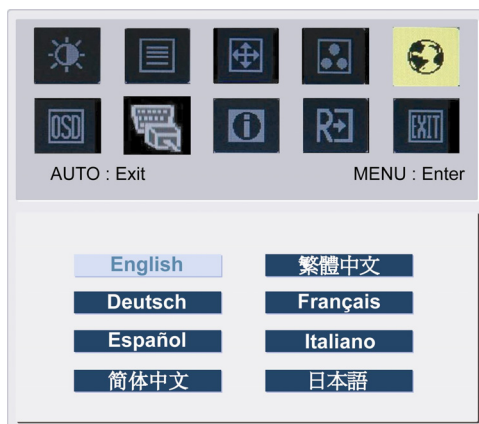 OSD R EXIT
AUTO : Exit MENU : Enter
English 繁體中文
Deutsch Français
Español Italiano
简体中文 日本語